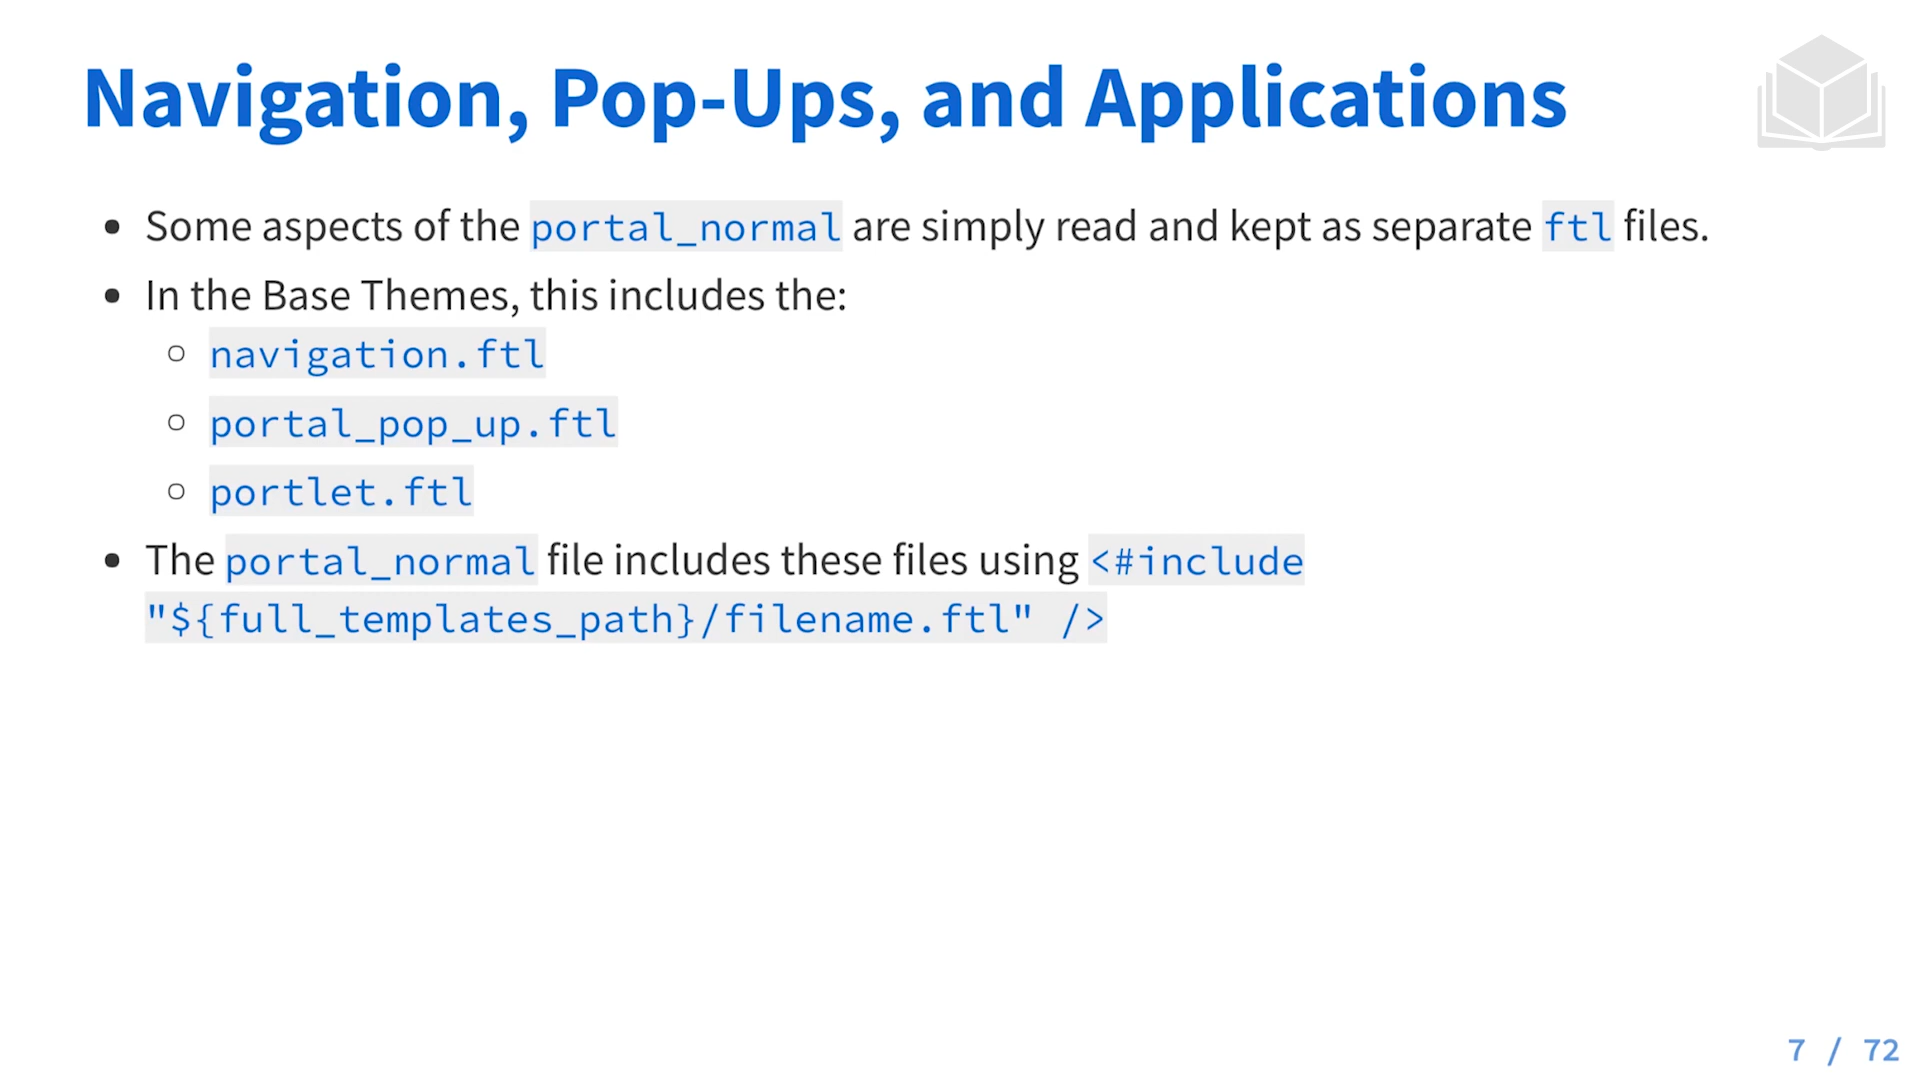 Navigation, Pop-Ups, and Applications
Some aspects of the portal_normal are simply read and kept as separate ftl files.
In the Base Themes, this includes the:
navigation.ftl
portal_pop_up.ftl
portlet.ftl
The portal_normal file includes these files using <#include
"${full_templates_path}/filename.ftl" />
7 / 72